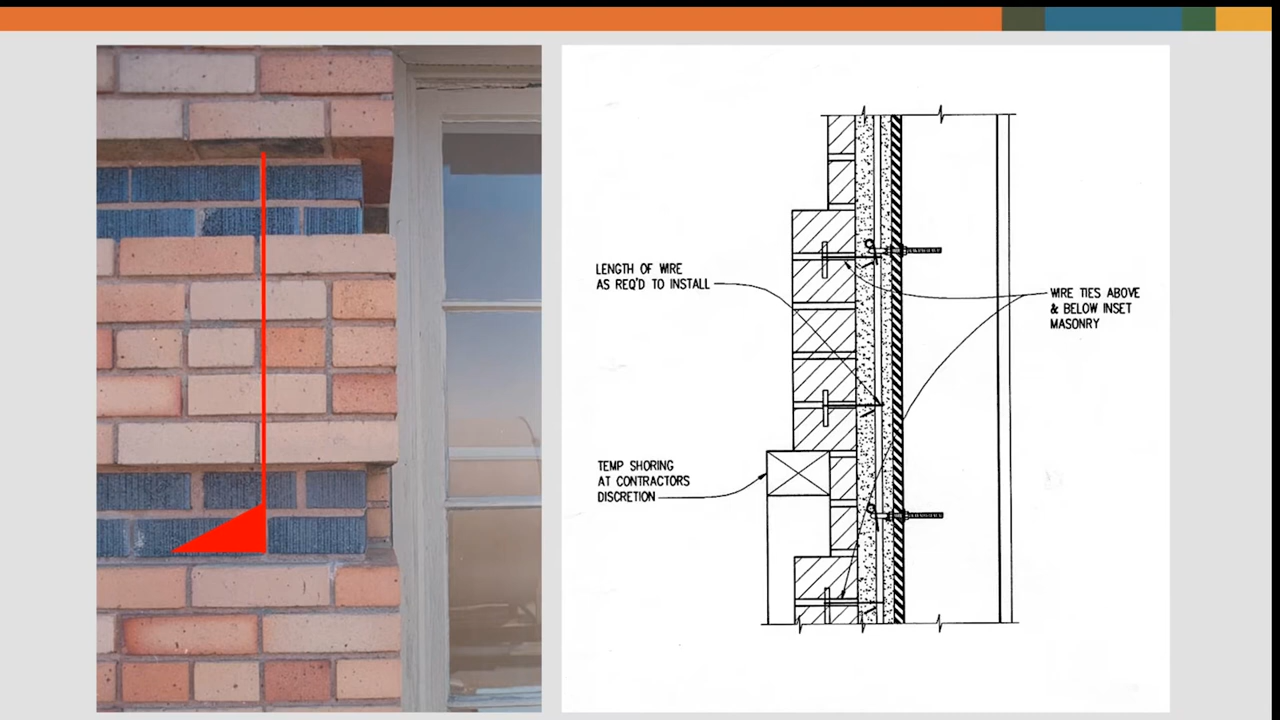 LENGTH OF WIRE
AS REQ'D TO INSTALL
WIRE TIES ABOVE
& BELOW INSET
MASONRY
TEMP SHORING
AT CONTRACTORS
DISCRETION